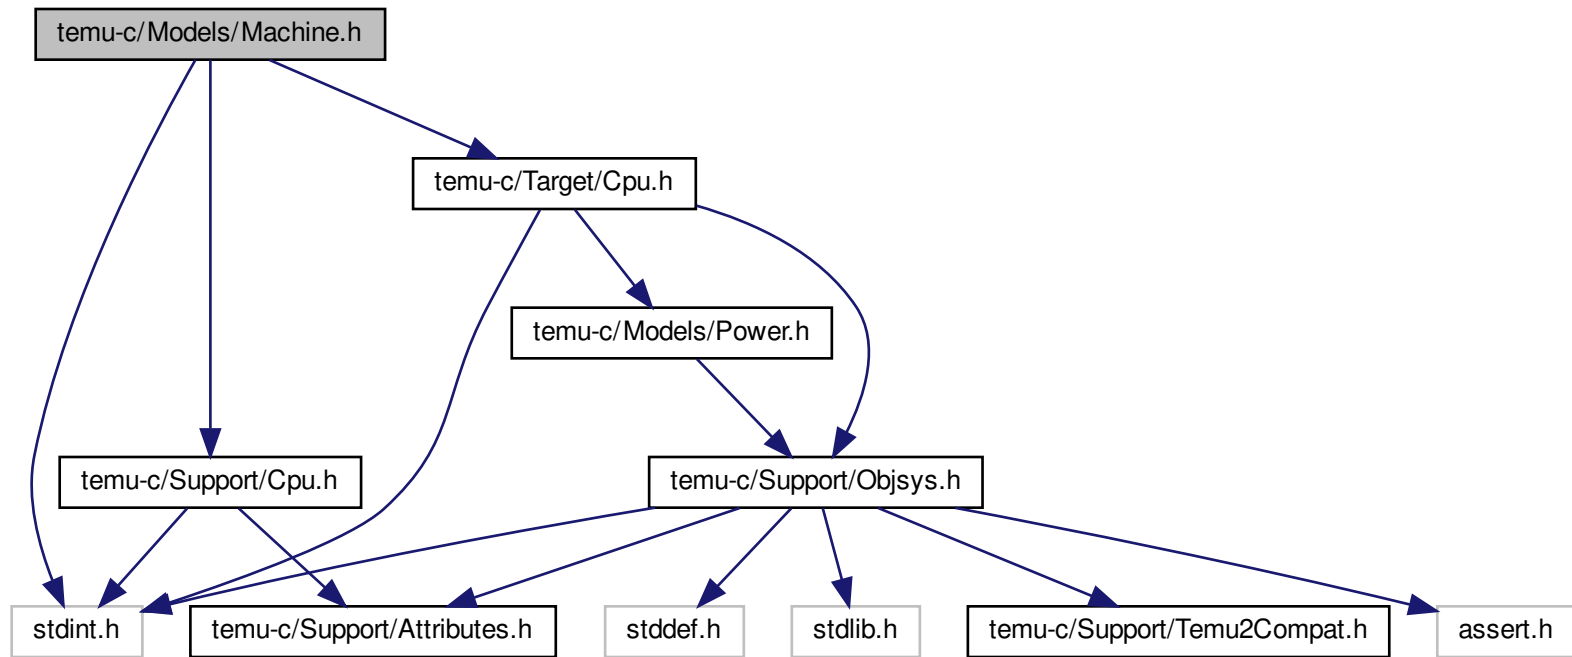 temu-c/Models/Machine.h
temu-c/Target/Cpu.h
temu-c/Models/Power.h
temu-c/Support/Cpu.h
temu-c/Support/Objsys.h
stdint.h
temu-c/Support/Attributes.h
stddef.h
stdlib.h
temu-c/Support/Temu2Compat.h
assert.h